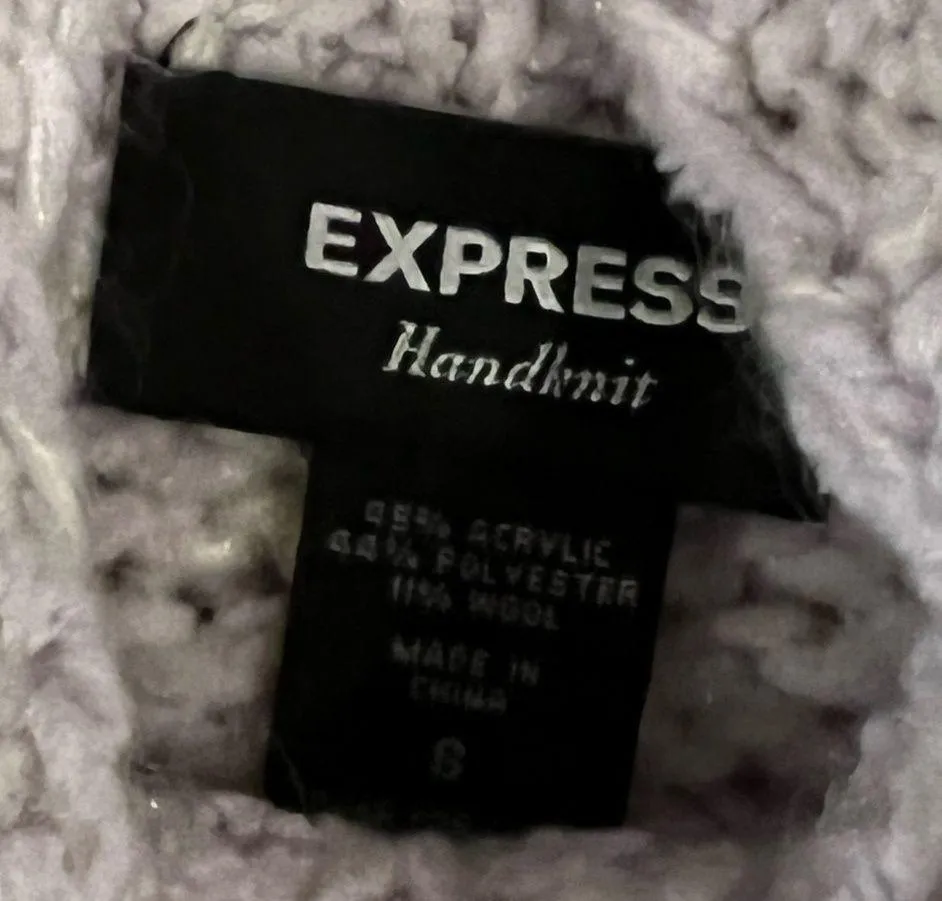 EXPRESS
Handknit
45% ACRYLIC
44% POLYESTER
11% WOOL
MADE IN
CHINA
S